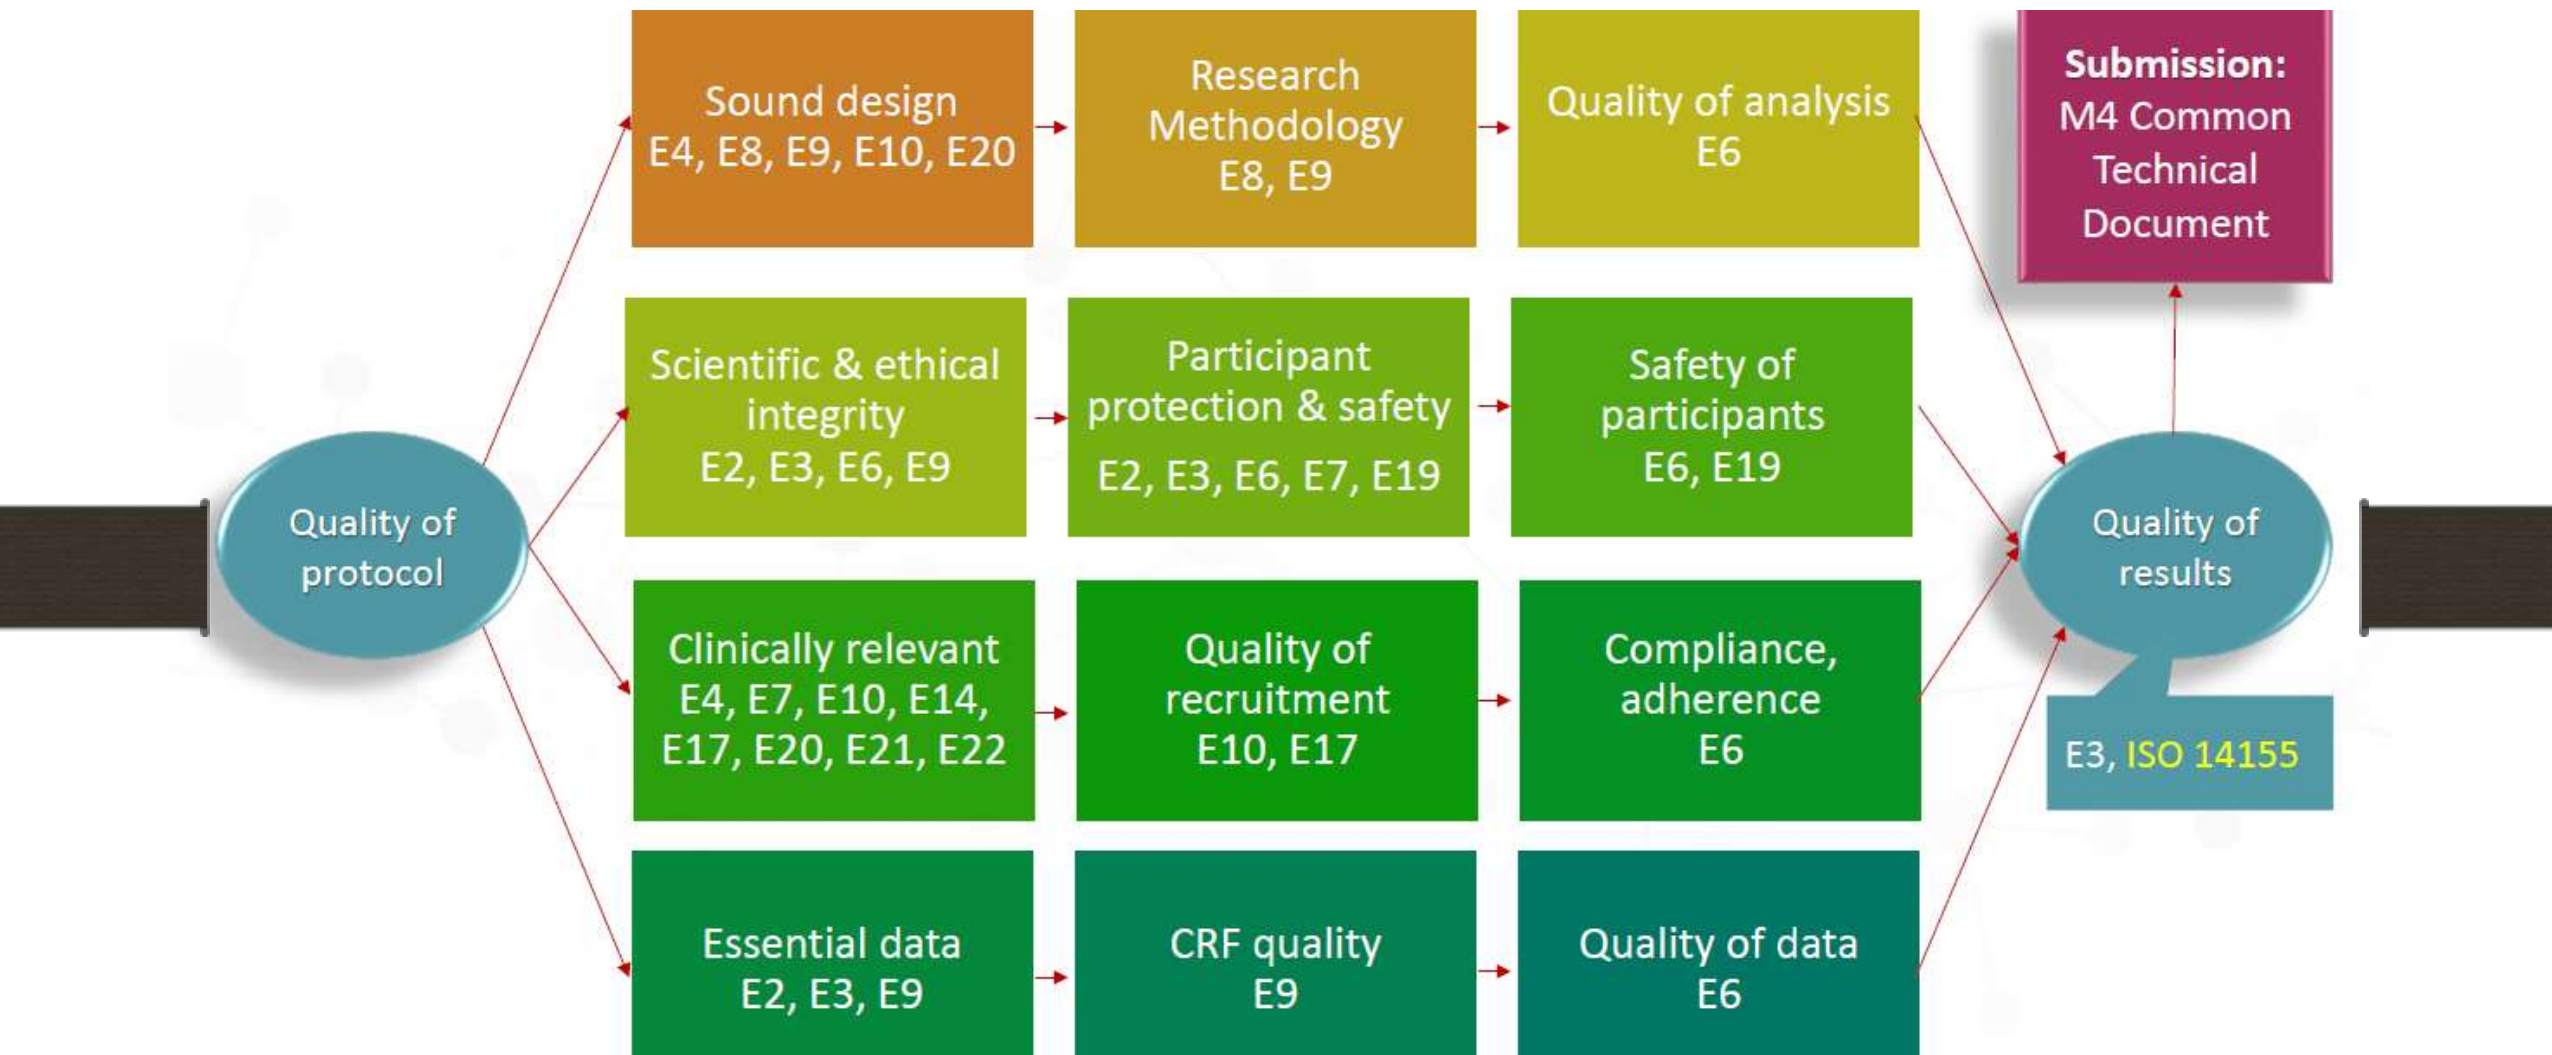 Quality of
protocol
Sound design
E4, E8, E9, E10, E20
Research
Methodology
E8, E9
Quality of analysis
E6
Scientific & ethical
integrity
E2, E3, E6, E9
Participant
protection & safety
E2, E3, E6, E7, E19
Safety of
participants
E6, E19
Clinically relevant
E4, E7, E10, E14,
E17, E20, E21, E22
Quality of
recruitment
E10, E17
Compliance,
adherence
E6
Essential data
E2, E3, E9
CRF quality
E9
Quality of data
E6
Quality of
results
E3, ISO 14155
Submission:
M4 Common
Technical
Document